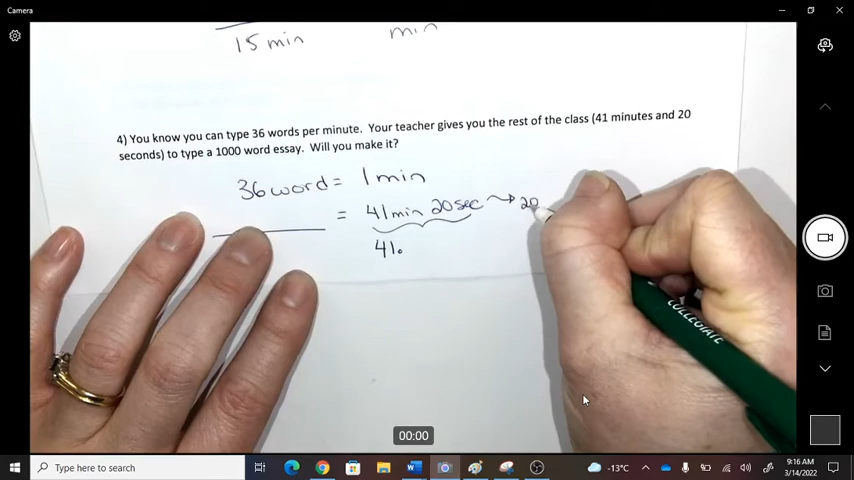 Camera
15 min min
4) You know you can type 36 words per minute. Your teacher gives you the rest of the class (41 minutes and 20
seconds) to type a 1000 word essay. Will you make it?
36 word = 1 min
= 41 min 20 sec → 20
41.
COLLEGIATE
00:00
Type here to search
-13°C
9:16 AM
3/14/2022